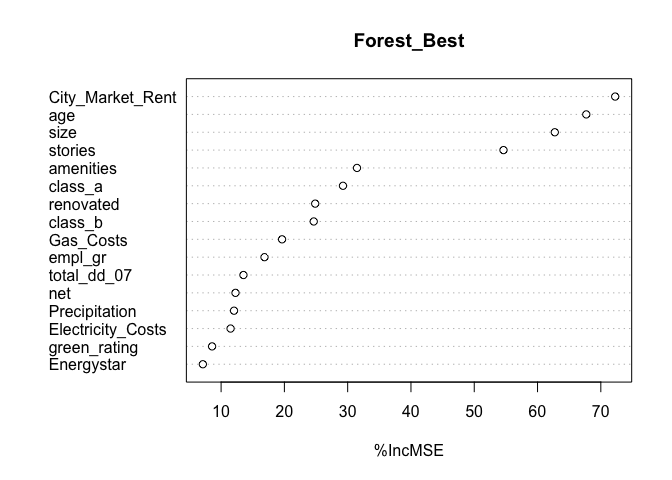 Forest_Best
City_Market_Rent
age
size
stories
amenities
class_a
renovated
class_b
Gas_Costs
empl_gr
total_dd_07
net
Precipitation
Electricity_Costs
green_rating
Energystar
10 20 30 40 50 60 70
%IncMSE